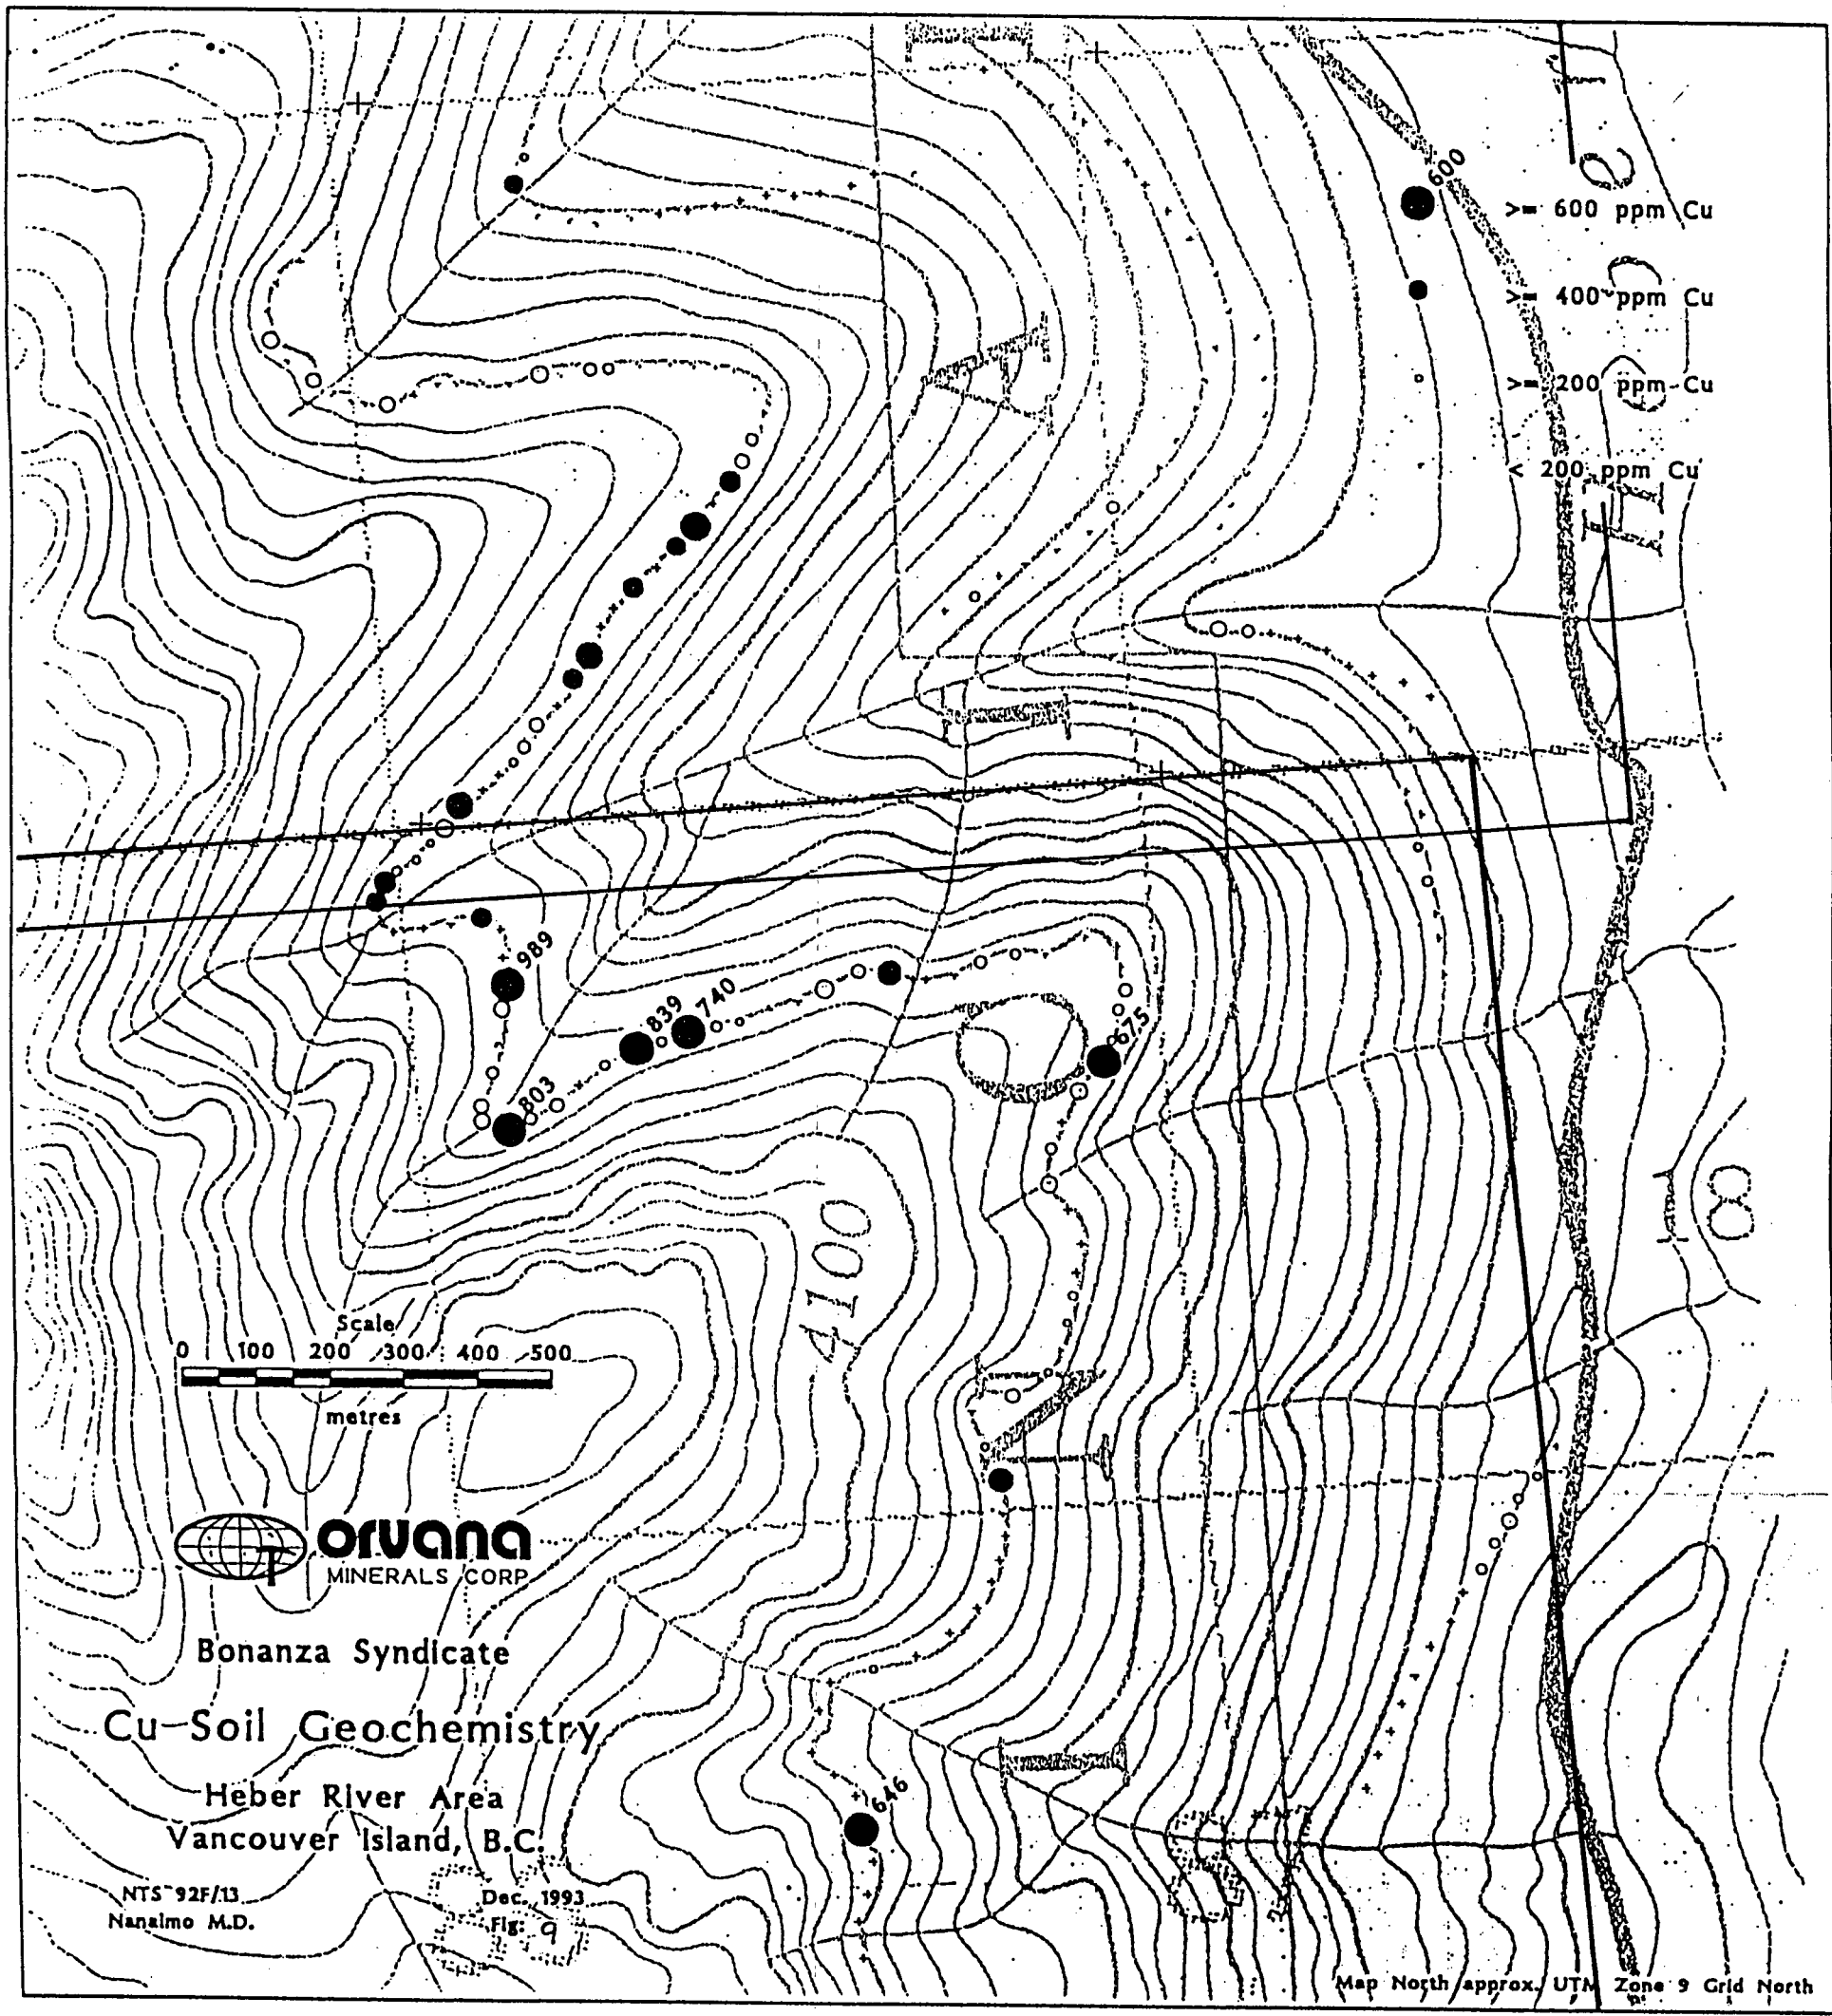 600
>= 600 ppm Cu
>= 400 ppm Cu
>= 200 ppm Cu
< 200 ppm Cu
989
839
740
675
803
18
4100
Scale
0 100 200 300 400 500
metres
orvana
MINERALS CORP
Bonanza Syndicate
Cu-Soil Geochemistry
Heber River Area
Vancouver Island, B.C.
646
NTS 92F/13
Nanaimo M.D.
Dec. 1993
Fig: 9
Map North approx. UTM Zone 9 Grid North